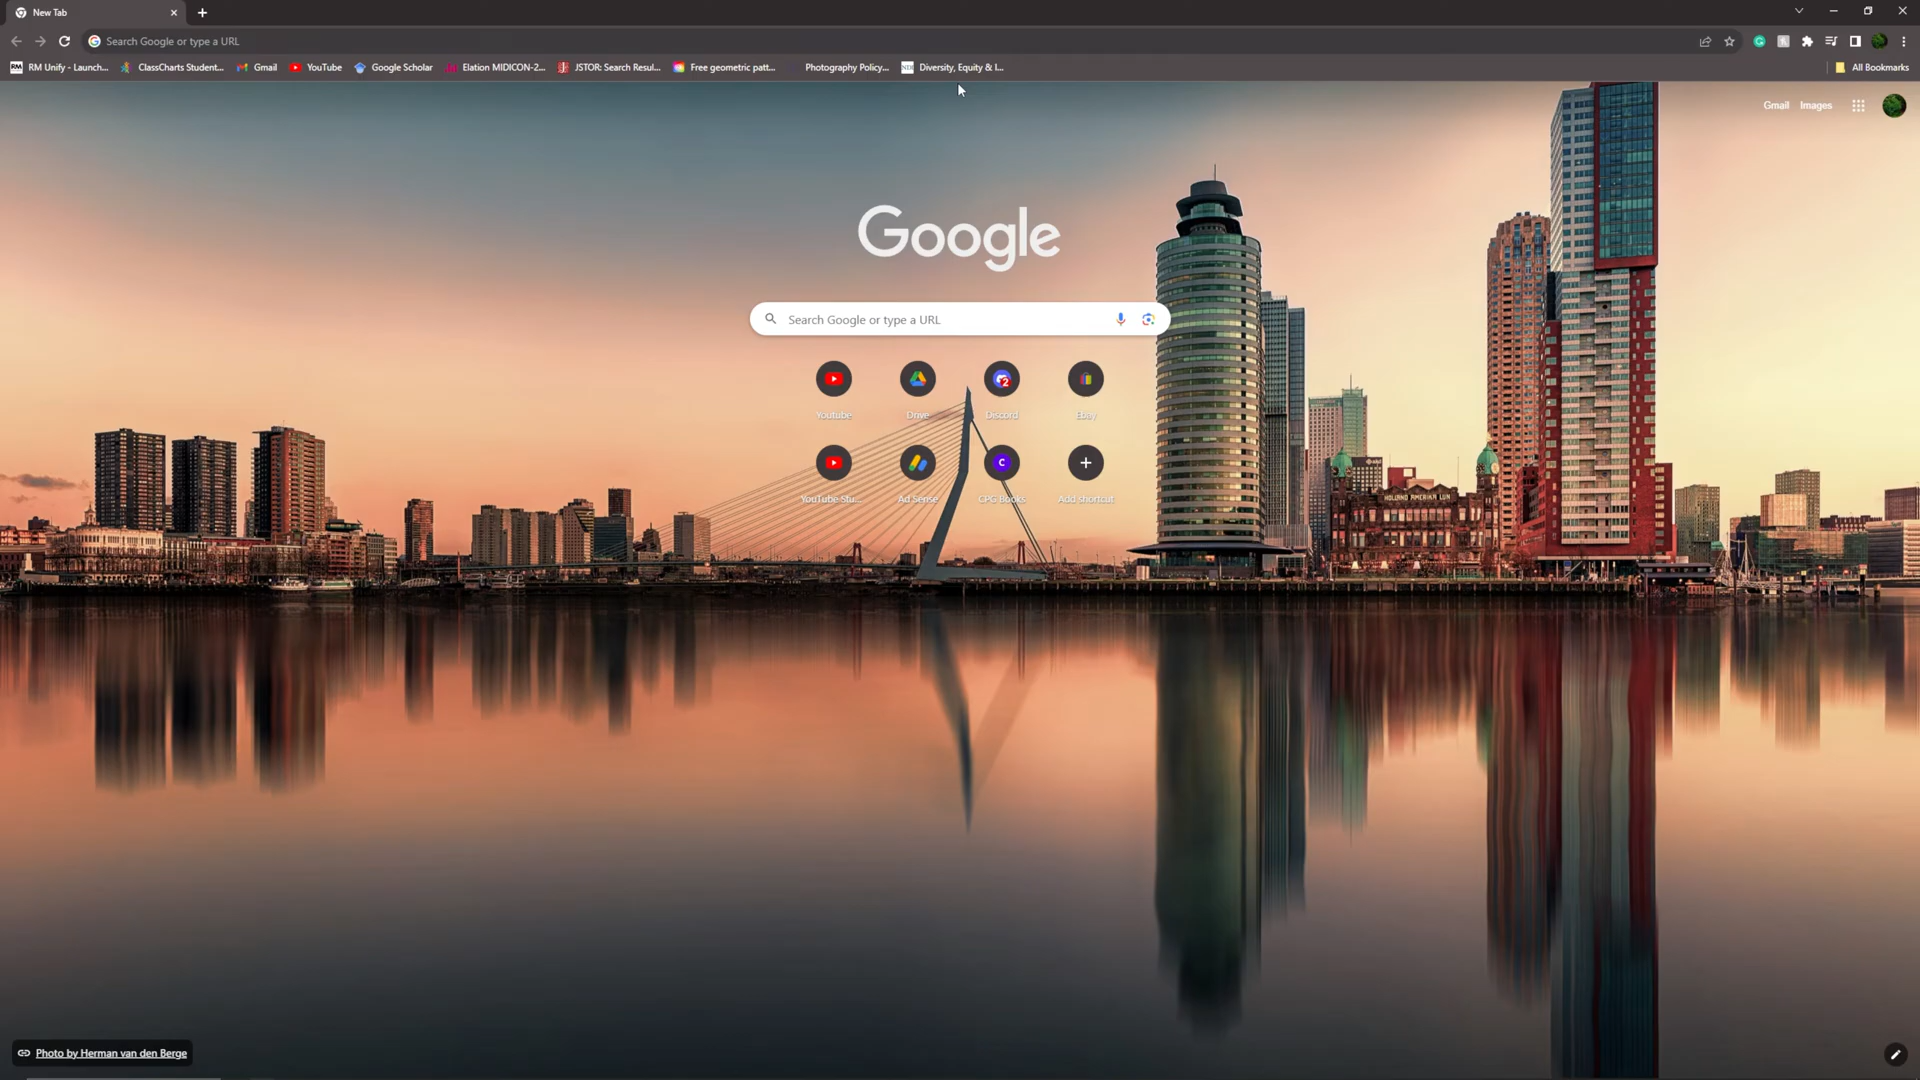 New Tab
Search Google or type a URL
RM Unify - Launch... ClassCharts Student... Gmail YouTube Google Scholar Elation MIDICON-2... JSTOR: Search Resul... Free geometric patt... Photography Policy... Diversity, Equity & I... All Bookmarks
Gmail Images
Google
Search Google or type a URL
Youtube Drive Discord Ebay
YouTube Stu... Ad Sense CPG Books Add shortcut
HOLLAND AMERIKA LIJN
Photo by Herman van den Berge